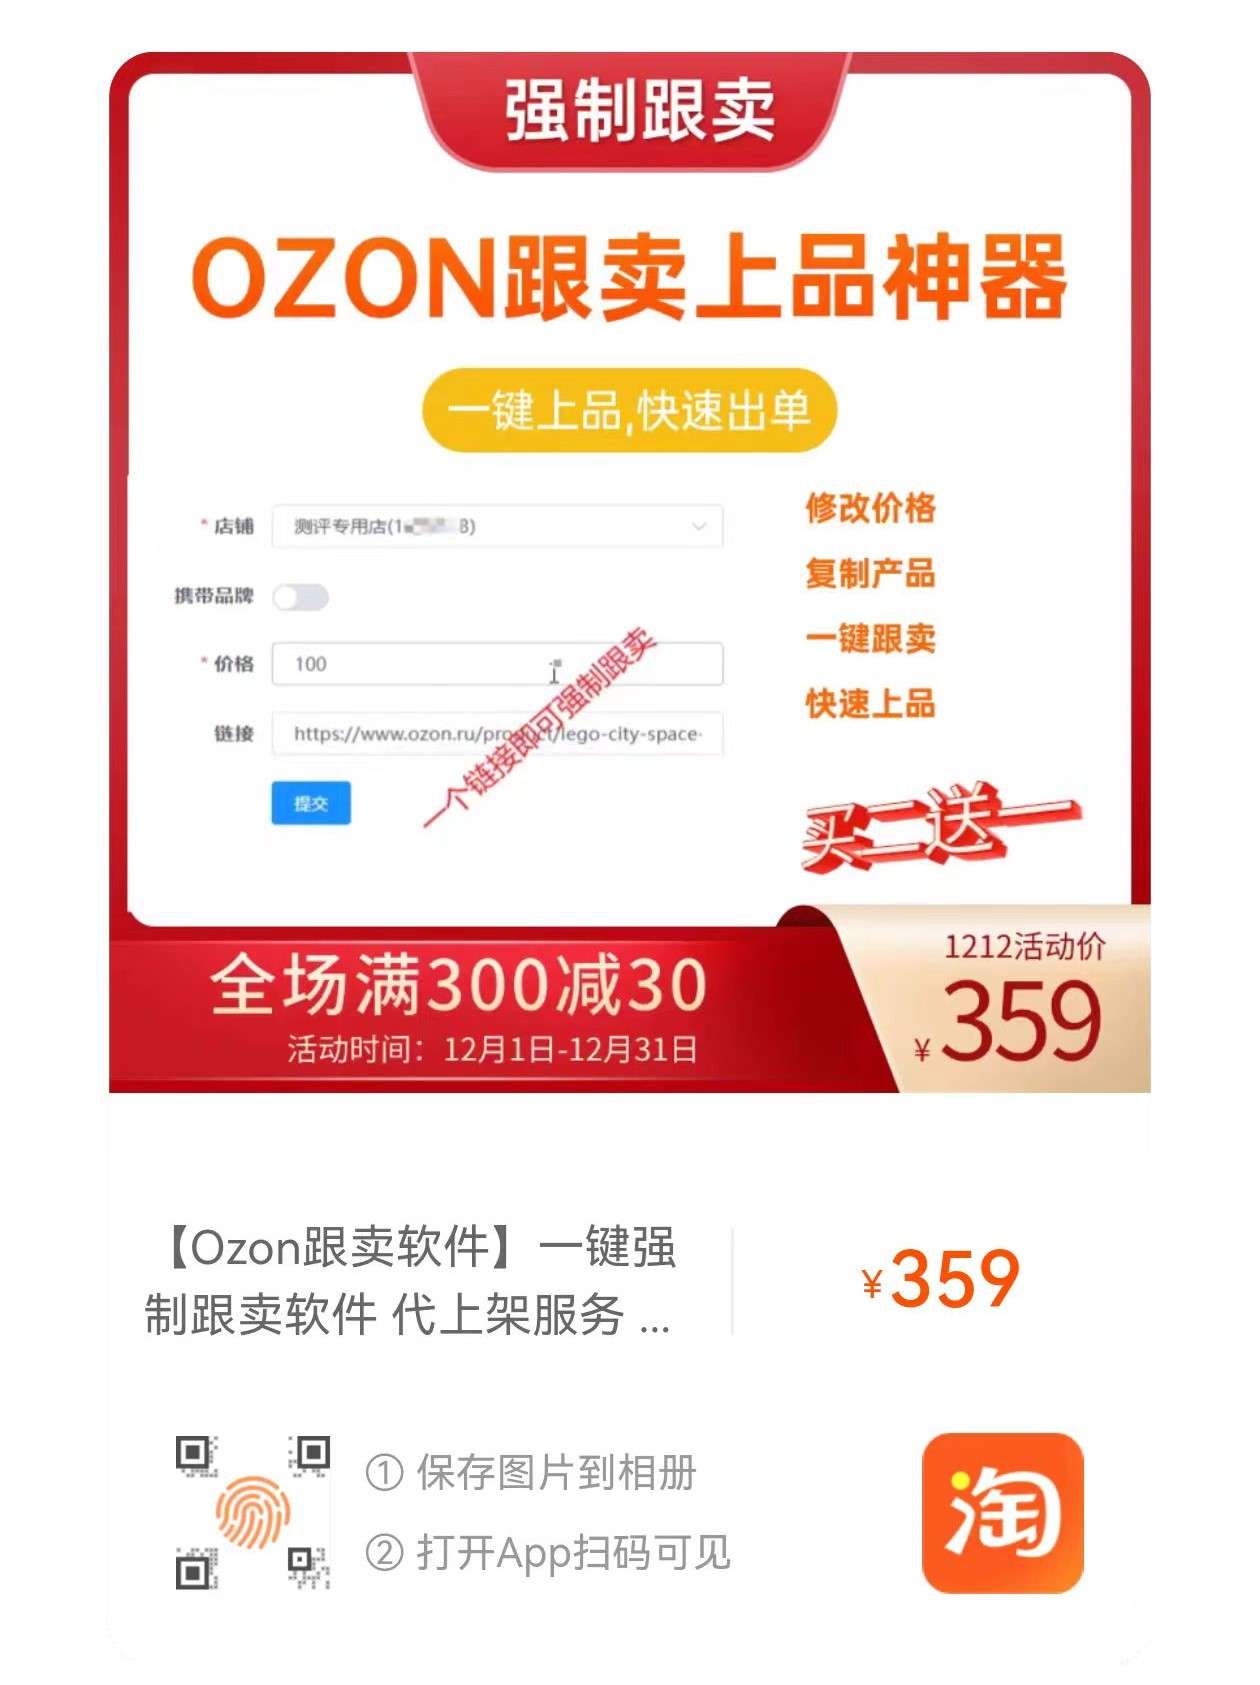 强制跟卖
OZON跟卖上品神器
一键上品,快速出单
* 店铺 测评专用店(1 8)
携带品牌
* 价格 100
链接 https://www.ozon.ru/product/lego-city-space-
提交
一个链接即可强制跟卖
修改价格
复制产品
一键跟卖
快速上品
买二送一
全场满300减30
活动时间：12月1日-12月31日
1212活动价
¥359
【Ozon跟卖软件】一键强
制跟卖软件 代上架服务 ...
¥359
① 保存图片到相册
② 打开App扫码可见
淘